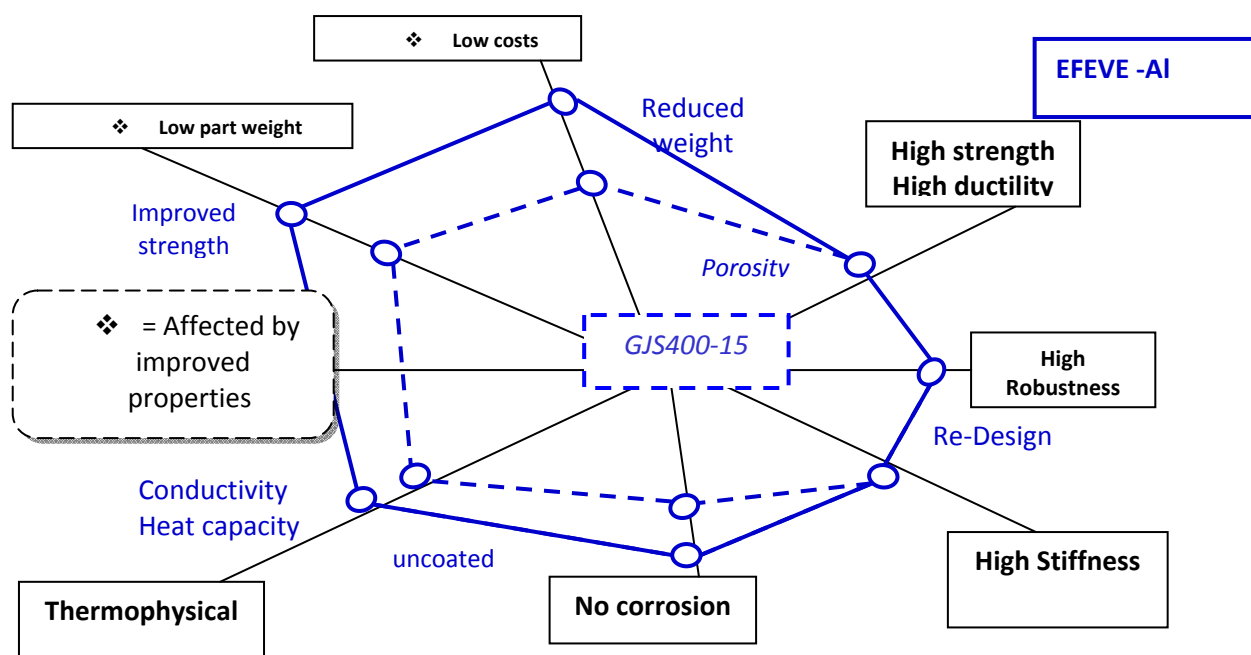 ❖ Low costs
EFEVE -Al
❖ Low part weight
Reduced
weight
High strength
High ductility
Improved
strength
Porosity
❖ = Affected by
improved
properties
GJS400-15
High
Robustness
Re-Design
Conductivity
Heat capacity
uncoated
High Stiffness
Thermophysical
No corrosion